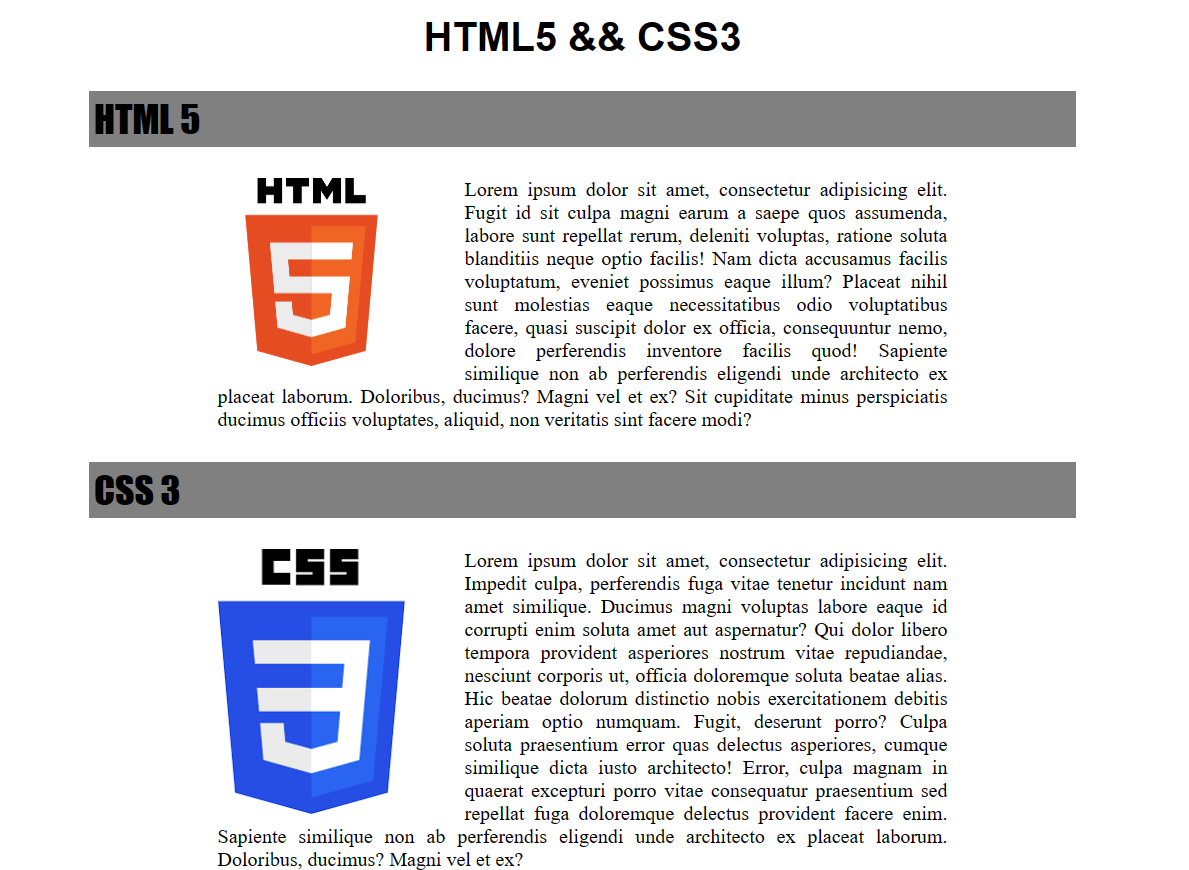 HTML5 && CSS3
HTML 5
HTML
5
Lorem ipsum dolor sit amet, consectetur adipisicing elit.
Fugit id sit culpa magni earum a saepe quos assumenda,
labore sunt repellat rerum, deleniti voluptas, ratione soluta
blanditiis neque optio facilis! Nam dicta accusamus facilis
voluptatum, eveniet possimus eaque illum? Placeat nihil
sunt molestias eaque necessitatibus odio voluptatibus
facere, quasi suscipit dolor ex officia, consequuntur nemo,
dolore perferendis inventore facilis quod! Sapiente
similique non ab perferendis eligendi unde architecto ex
placeat laborum. Doloribus, ducimus? Magni vel et ex? Sit cupiditate minus perspiciatis
ducimus officiis voluptates, aliquid, non veritatis sint facere modi?
CSS 3
CSS
3
Lorem ipsum dolor sit amet, consectetur adipisicing elit.
Impedit culpa, perferendis fuga vitae tenetur incidunt nam
amet similique. Ducimus magni voluptas labore eaque id
corrupti enim soluta amet aut aspernatur? Qui dolor libero
tempora provident asperiores nostrum vitae repudiandae,
nesciunt corporis ut, officia doloremque soluta beatae alias.
Hic beatae dolorum distinctio nobis exercitationem debitis
aperiam optio numquam. Fugit, deserunt porro? Culpa
soluta praesentium error quas delectus asperiores, cumque
similique dicta iusto architecto! Error, culpa magnam in
quaerat excepturi porro vitae consequatur praesentium sed
repellat fuga doloremque delectus provident facere enim.
Sapiente similique non ab perferendis eligendi unde architecto ex placeat laborum.
Doloribus, ducimus? Magni vel et ex?